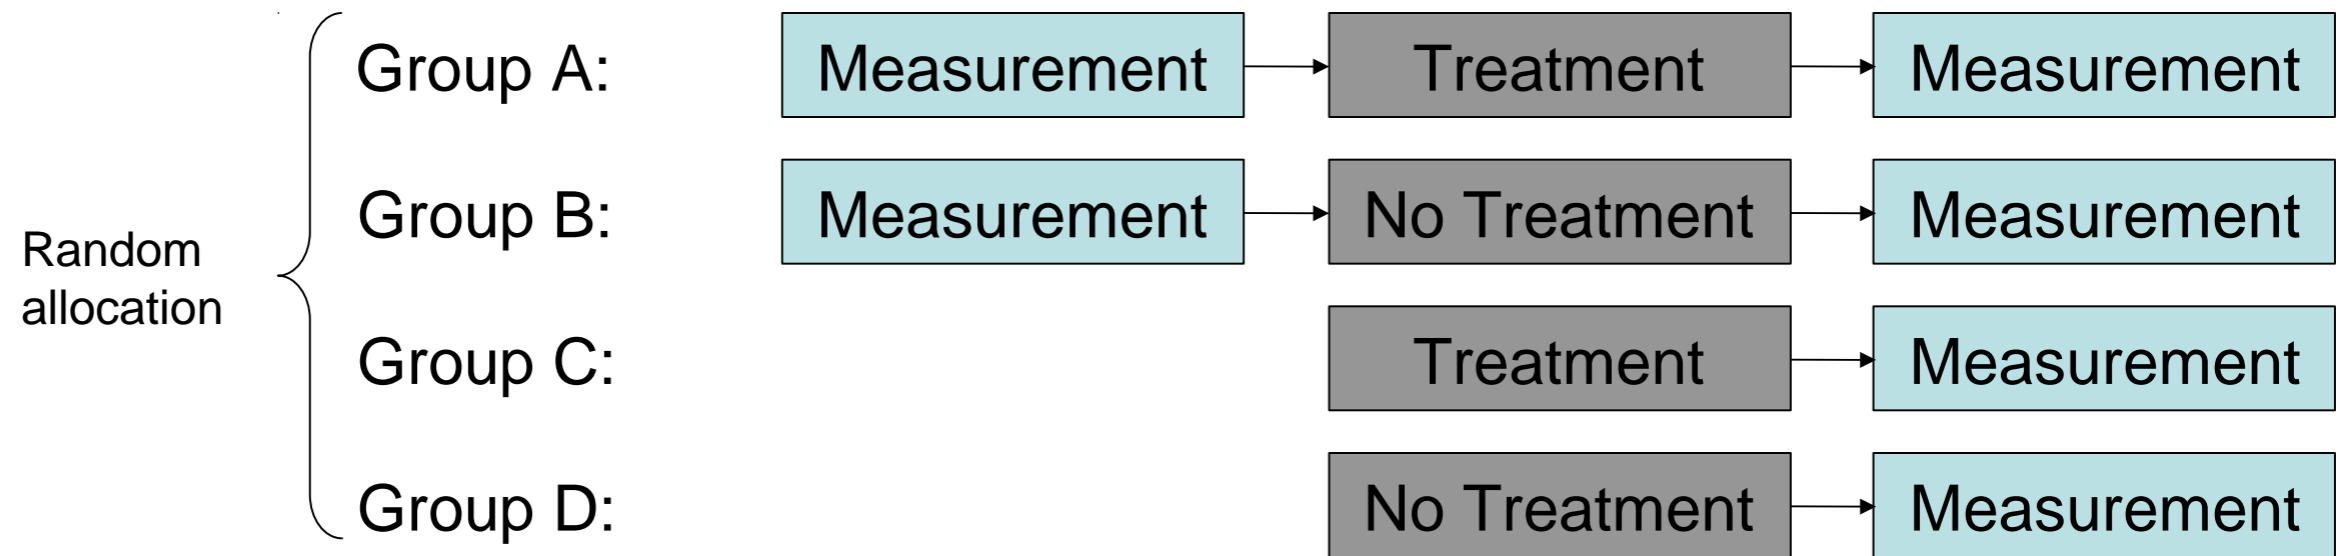 Group A: Measurement Treatment Measurement
Group B: Measurement No Treatment Measurement
Random
allocation
Group C: Treatment Measurement
Group D: No Treatment Measurement